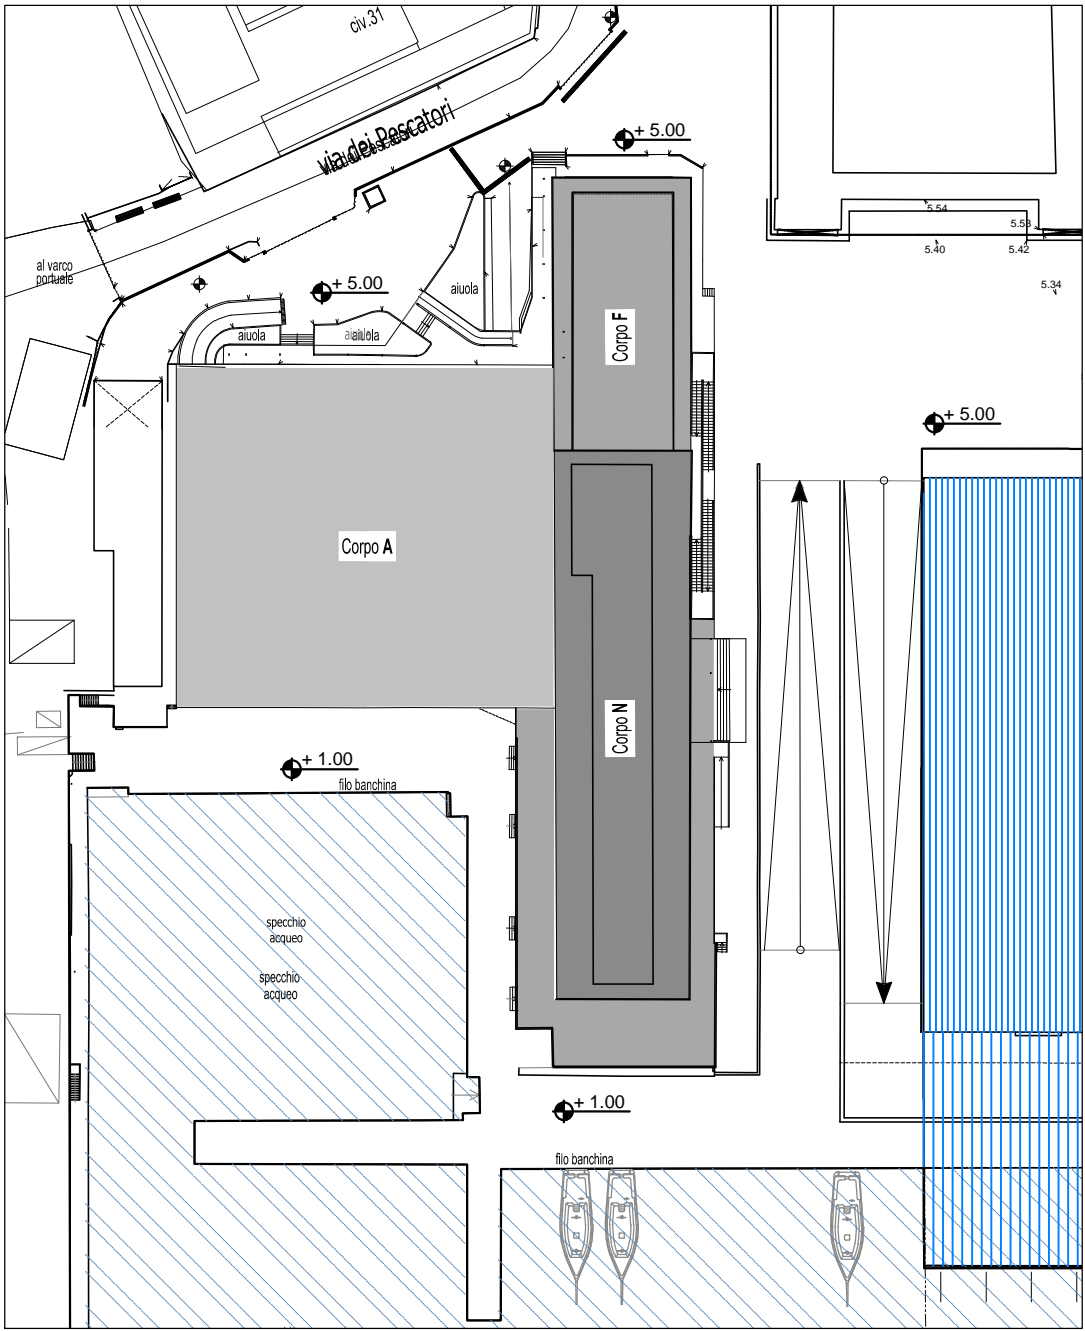 civ.31
via dei Pescatori
+ 5.00
5.54
5.53
5.40
5.42
5.34
al varco
portuale
+ 5.00
aiuola
aiuola
aiuola
Corpo F
+ 5.00
Corpo A
Corpo N
+ 1.00
filo banchina
specchio
acqueo
specchio
acqueo
+ 1.00
filo banchina